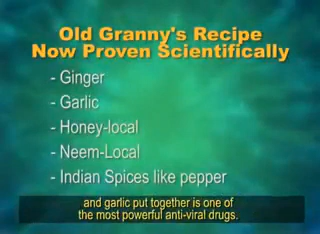 Old Granny's Recipe
Now Proven Scientifically
- Ginger
- Garlic
- Honey-local
- Neem-Local
- Indian Spices like pepper
and garlic put together is one of
the most powerful anti-viral drugs.